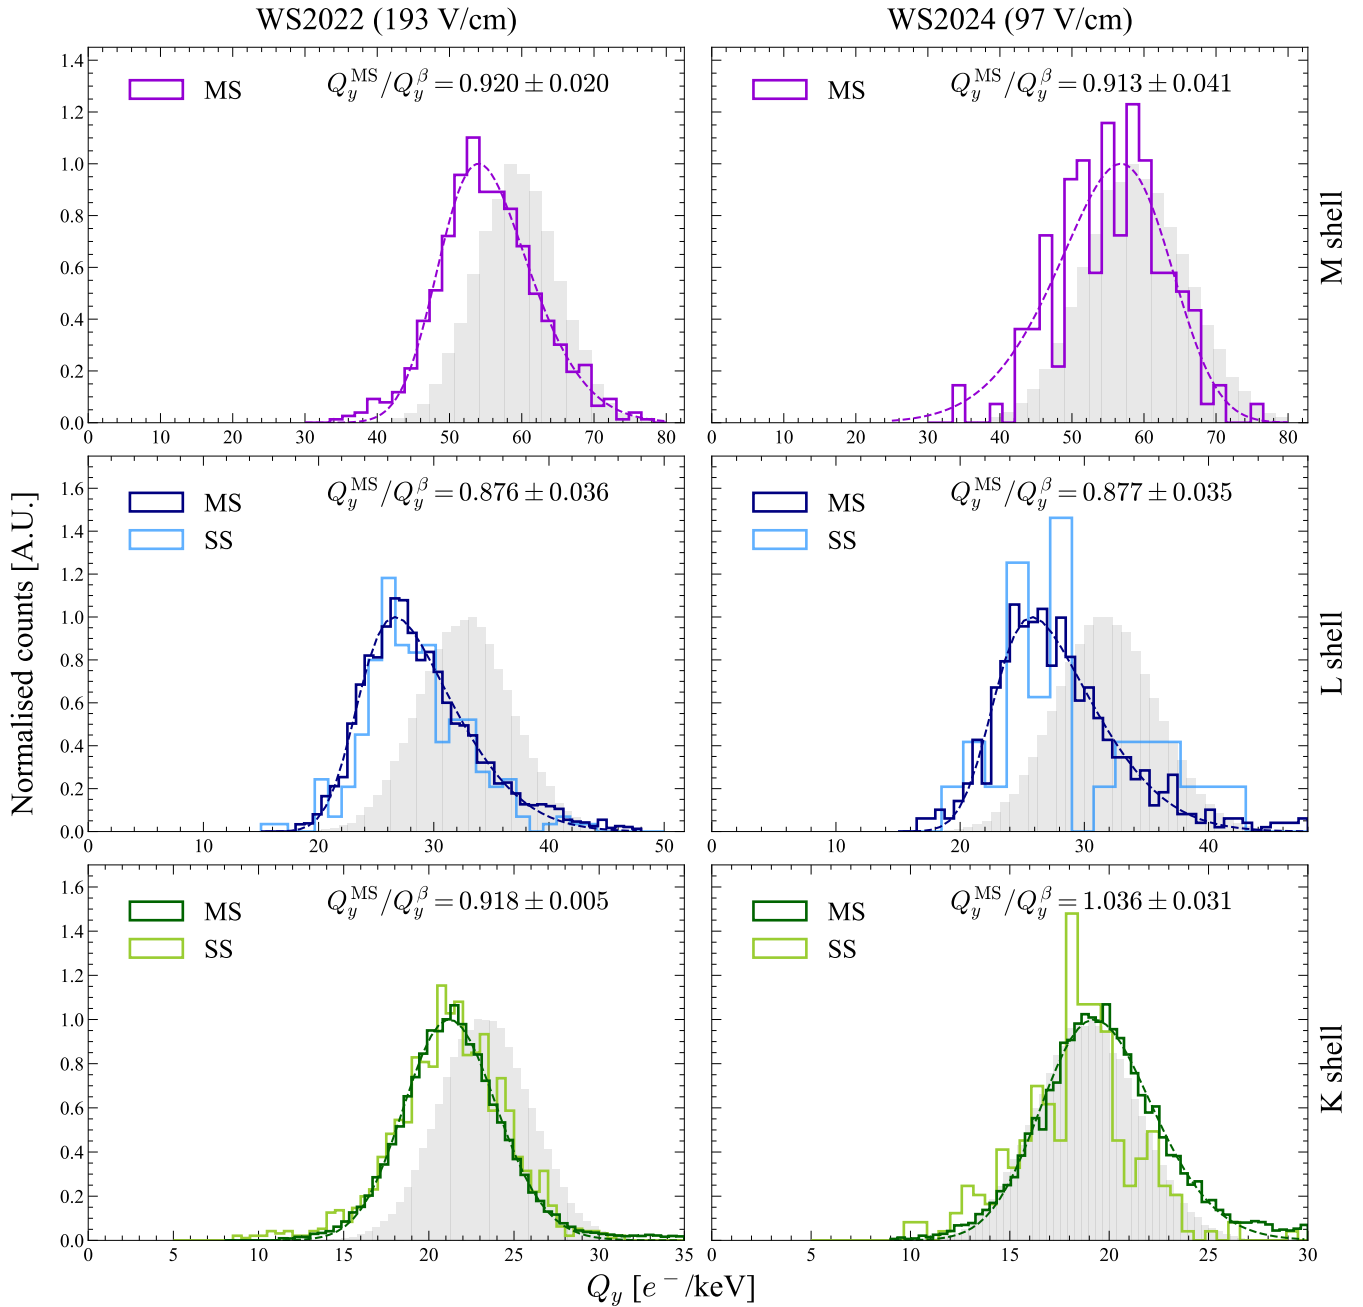 WS2022 (193 V/cm)
WS2024 (97 V/cm)
1.4
1.2
1.0
0.8
0.6
0.4
0.2
0.0
MS
Q_y^MS/Q_y^β = 0.920 ± 0.020
0 10 20 30 40 50 60 70 80
MS
Q_y^MS/Q_y^β = 0.913 ± 0.041
0 10 20 30 40 50 60 70 80
M shell
1.6
1.4
1.2
1.0
0.8
0.6
0.4
0.2
0.0
MS
SS
Q_y^MS/Q_y^β = 0.876 ± 0.036
0 10 20 30 40 50
MS
SS
Q_y^MS/Q_y^β = 0.877 ± 0.035
0 10 20 30 40
L shell
Normalised counts [A.U.]
1.6
1.4
1.2
1.0
0.8
0.6
0.4
0.2
0.0
MS
SS
Q_y^MS/Q_y^β = 0.918 ± 0.005
0 5 10 15 20 25 30 35
MS
SS
Q_y^MS/Q_y^β = 1.036 ± 0.031
0 5 10 15 20 25 30
K shell
Q_y [e⁻/keV]